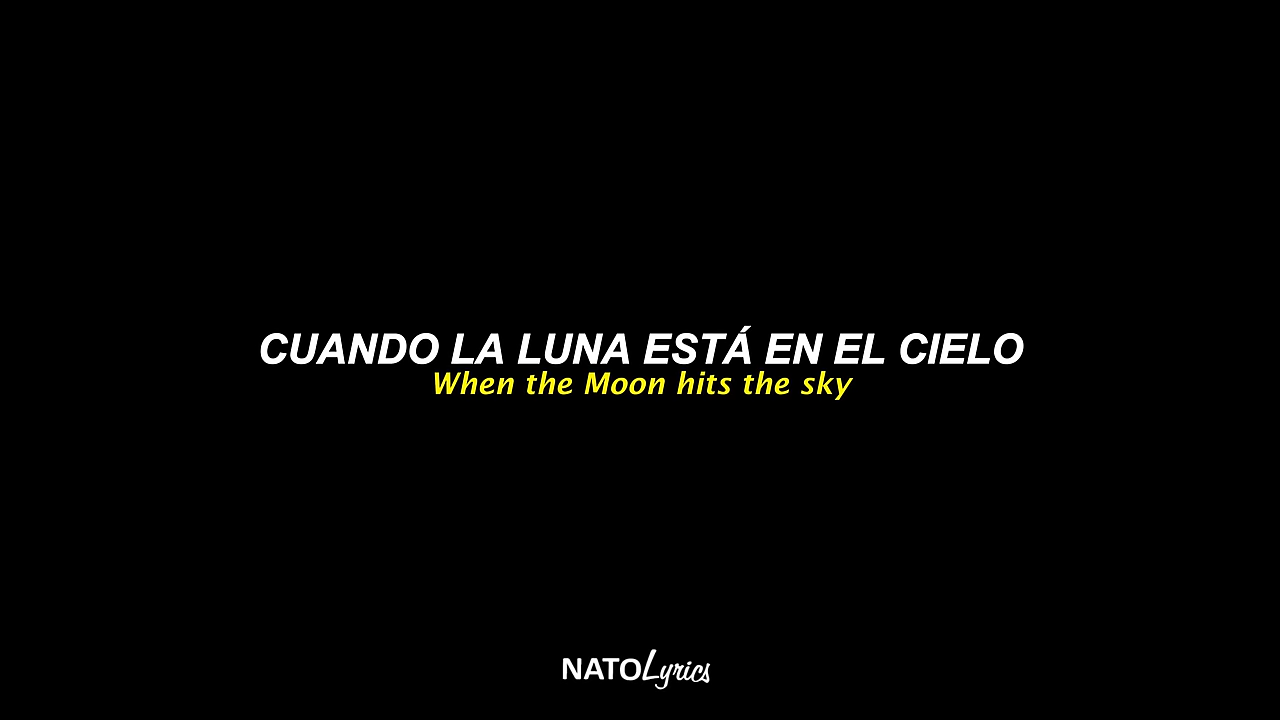 CUANDO LA LUNA ESTÁ EN EL CIELO
When the Moon hits the sky
NATOLyrics